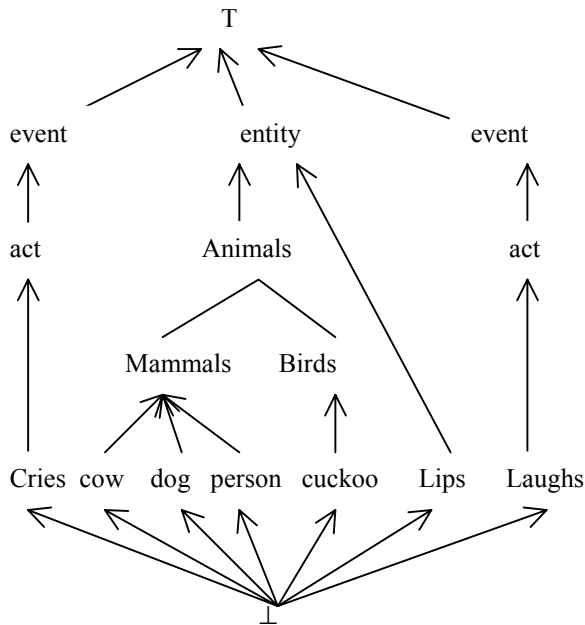 T
event entity event
act Animals act
Mammals Birds
Cries cow dog person cuckoo Lips Laughs
⊥